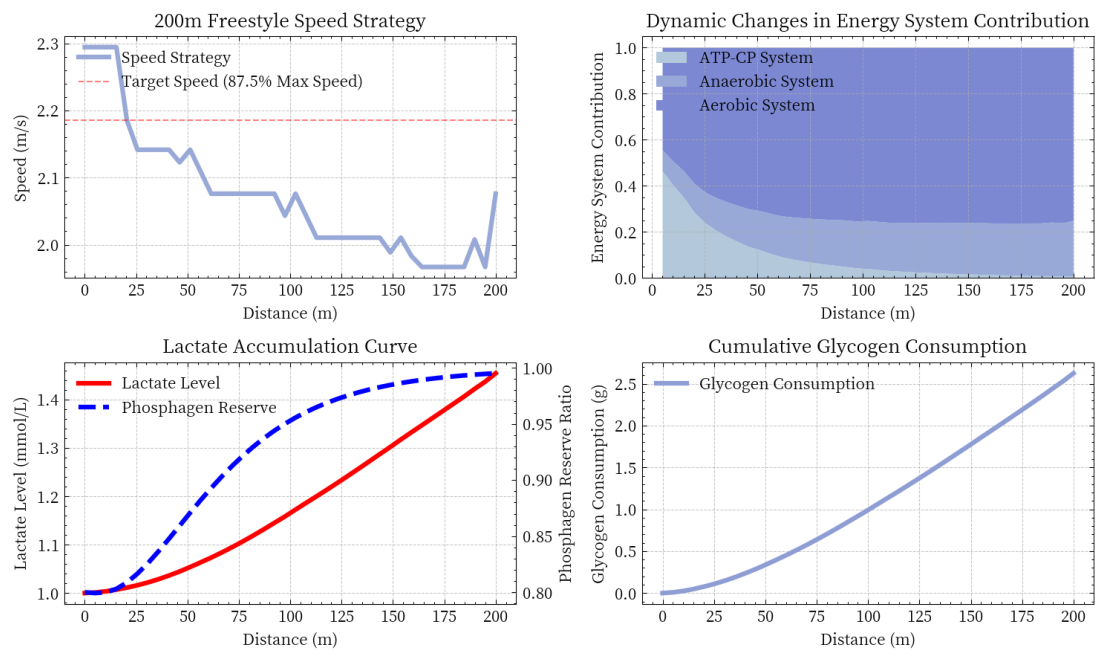 200m Freestyle Speed Strategy
2.3
2.2
2.1
2.0
Speed (m/s)
Speed Strategy
Target Speed (87.5% Max Speed)
0 25 50 75 100 125 150 175 200
Distance (m)
Dynamic Changes in Energy System Contribution
1.0
0.8
0.6
0.4
0.2
0.0
Energy System Contribution
ATP-CP System
Anaerobic System
Aerobic System
0 25 50 75 100 125 150 175 200
Distance (m)
Lactate Accumulation Curve
1.4
1.3
1.2
1.1
1.0
Lactate Level (mmol/L)
Lactate Level
Phosphagen Reserve
1.00
0.95
0.90
0.85
0.80
Phosphagen Reserve Ratio
0 25 50 75 100 125 150 175 200
Distance (m)
Cumulative Glycogen Consumption
2.5
2.0
1.5
1.0
0.5
0.0
Glycogen Consumption (g)
Glycogen Consumption
0 25 50 75 100 125 150 175 200
Distance (m)